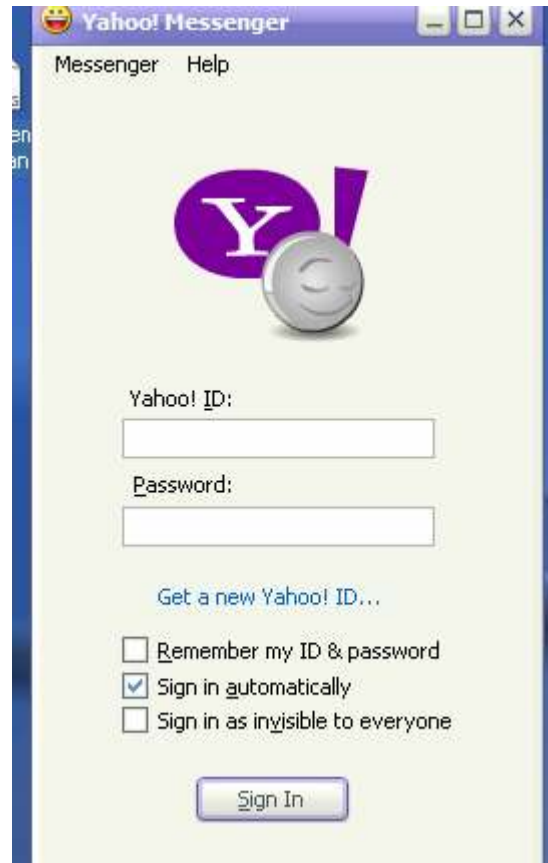 Yahoo! Messenger
Messenger Help
Y!
Yahoo! ID:
Password:
Get a new Yahoo! ID...
Remember my ID & password
Sign in automatically
Sign in as invisible to everyone
Sign In